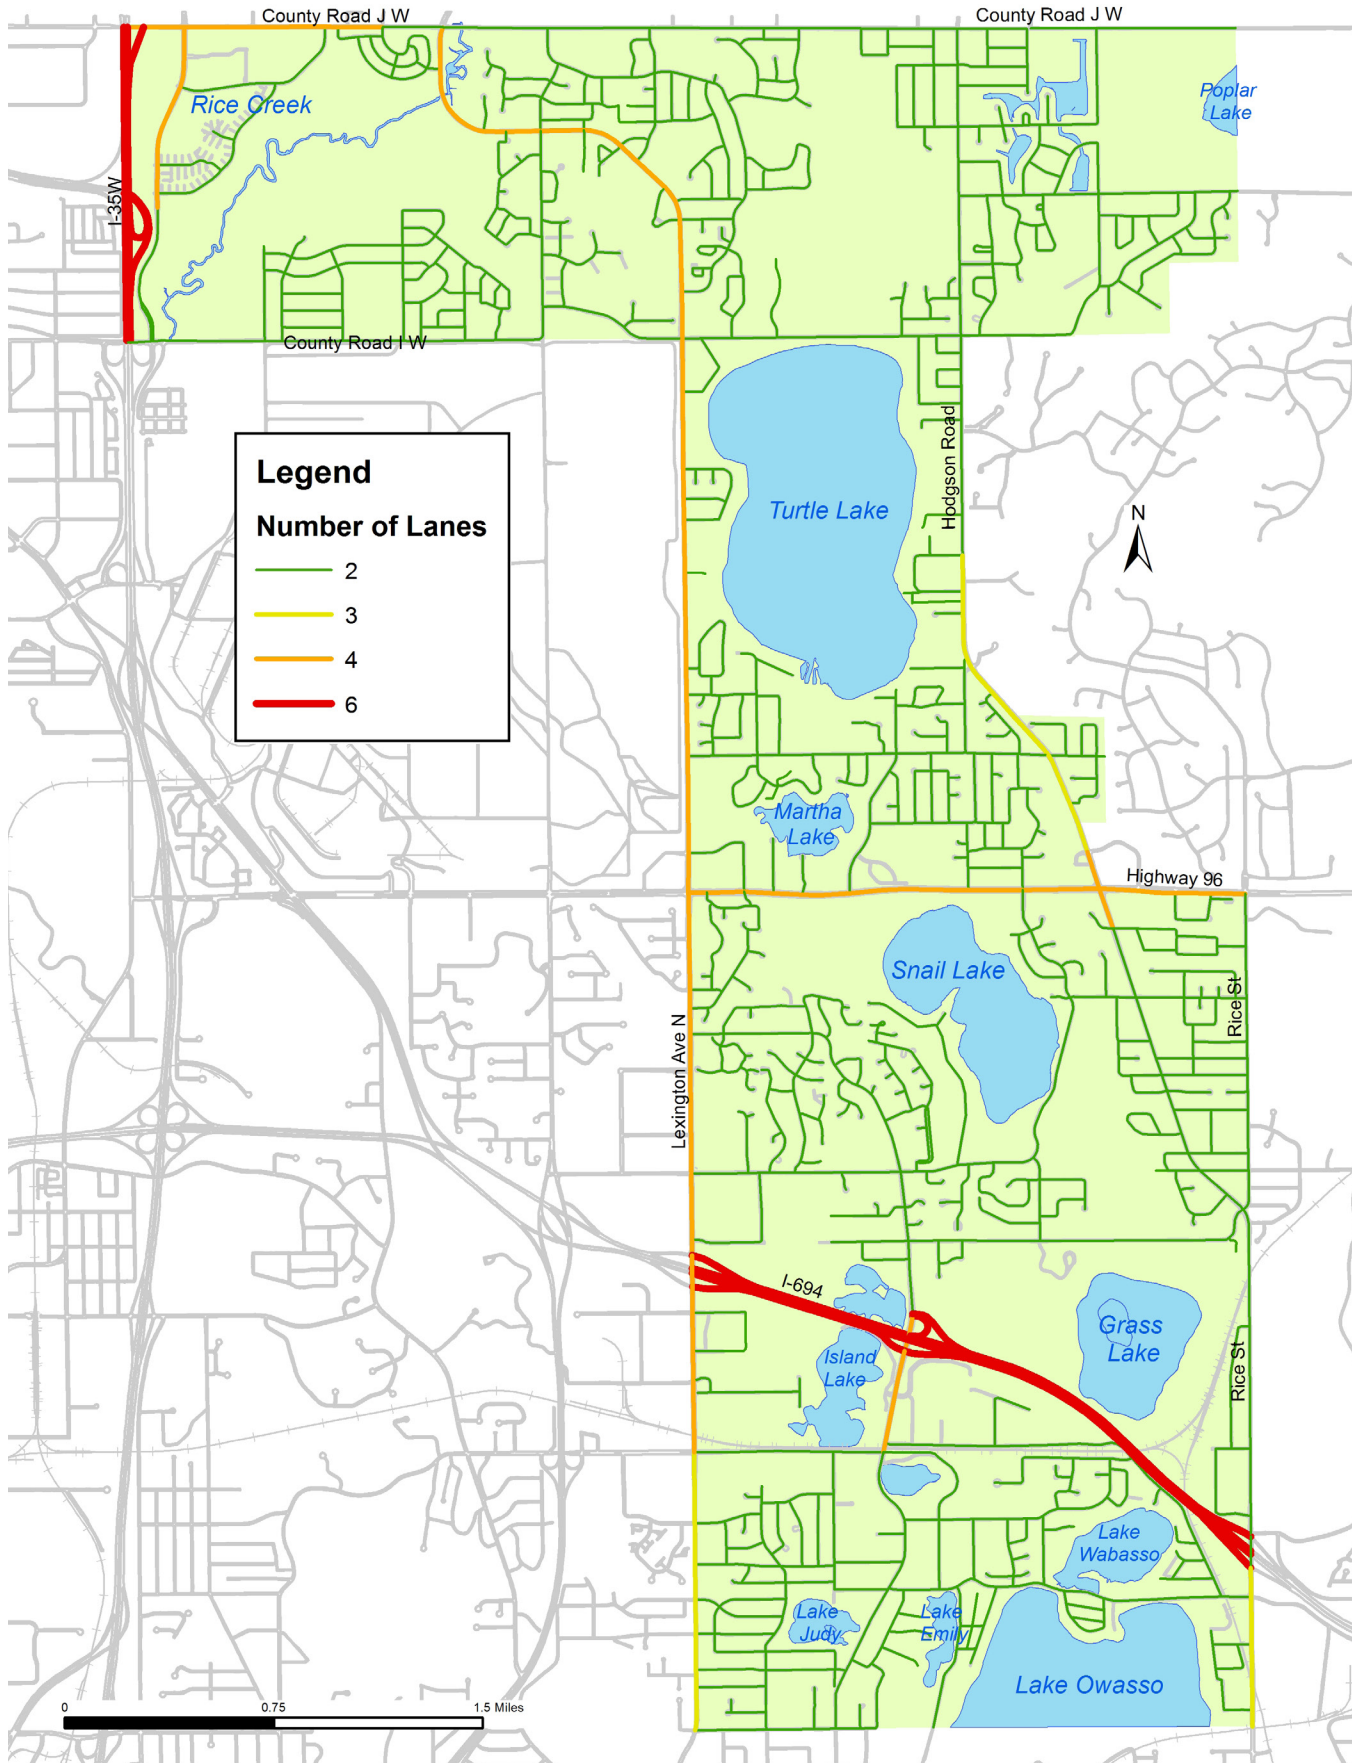 County Road J W
County Road J W
Rice Creek
Poplar
Lake
I-35W
County Road I W
Hodgson Road
Turtle Lake
N
Legend
Number of Lanes
2
3
4
6
Martha
Lake
Highway 96
Snail Lake
Rice St
Lexington Ave N
I-694
Grass
Lake
Island
Lake
Rice St
Lake
Wabasso
Lake
Judy
Lake
Emily
Lake Owasso
0 0.75 1.5 Miles